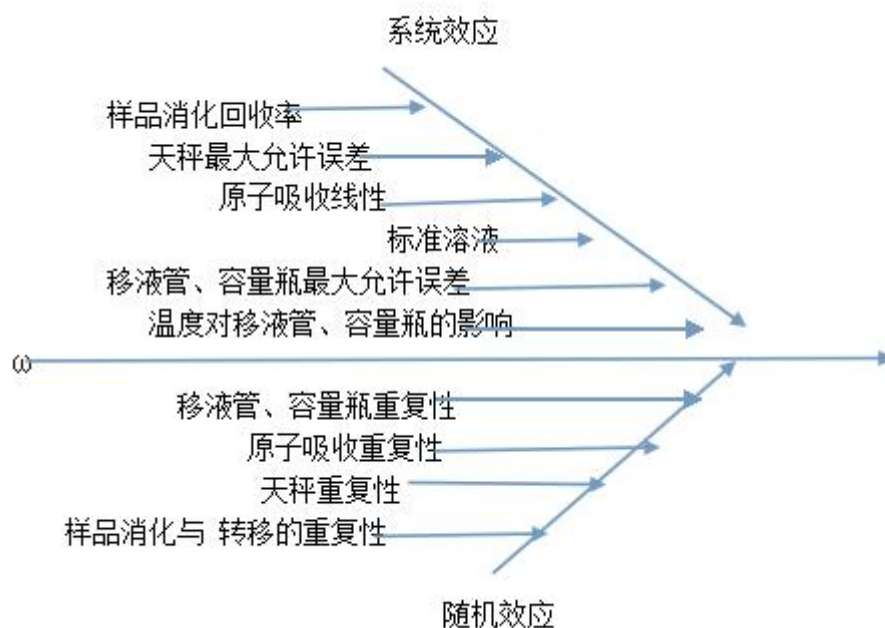 系统效应
样品消化回收率
天秤最大允许误差
原子吸收线性
标准溶液
移液管、容量瓶最大允许误差
温度对移液管、容量瓶的影响
ω
移液管、容量瓶重复性
原子吸收重复性
天秤重复性
样品消化与 转移的重复性
随机效应